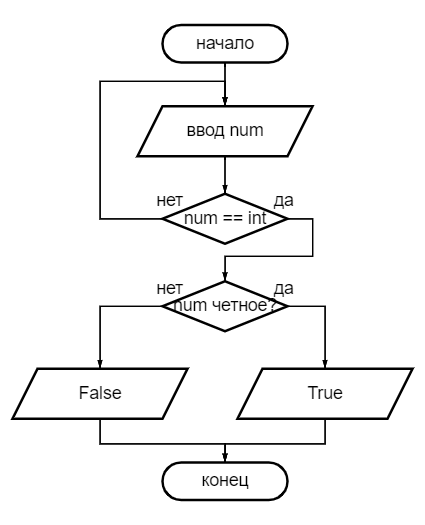 начало
ввод num
нет
да
num == int
нет
да
num четное?
False
True
конец